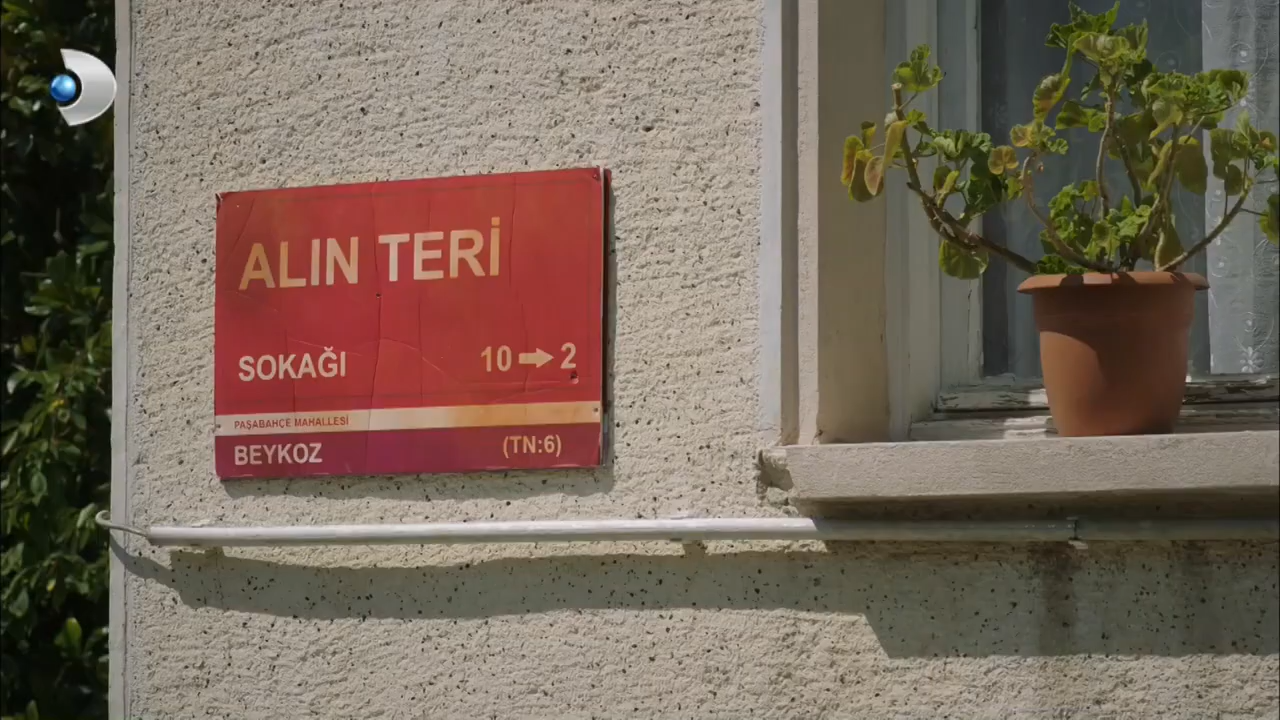 ALIN TERİ
SOKAĞI
10 → 2
PAŞABAHÇE MAHALLESİ
BEYKOZ
(TN:6)